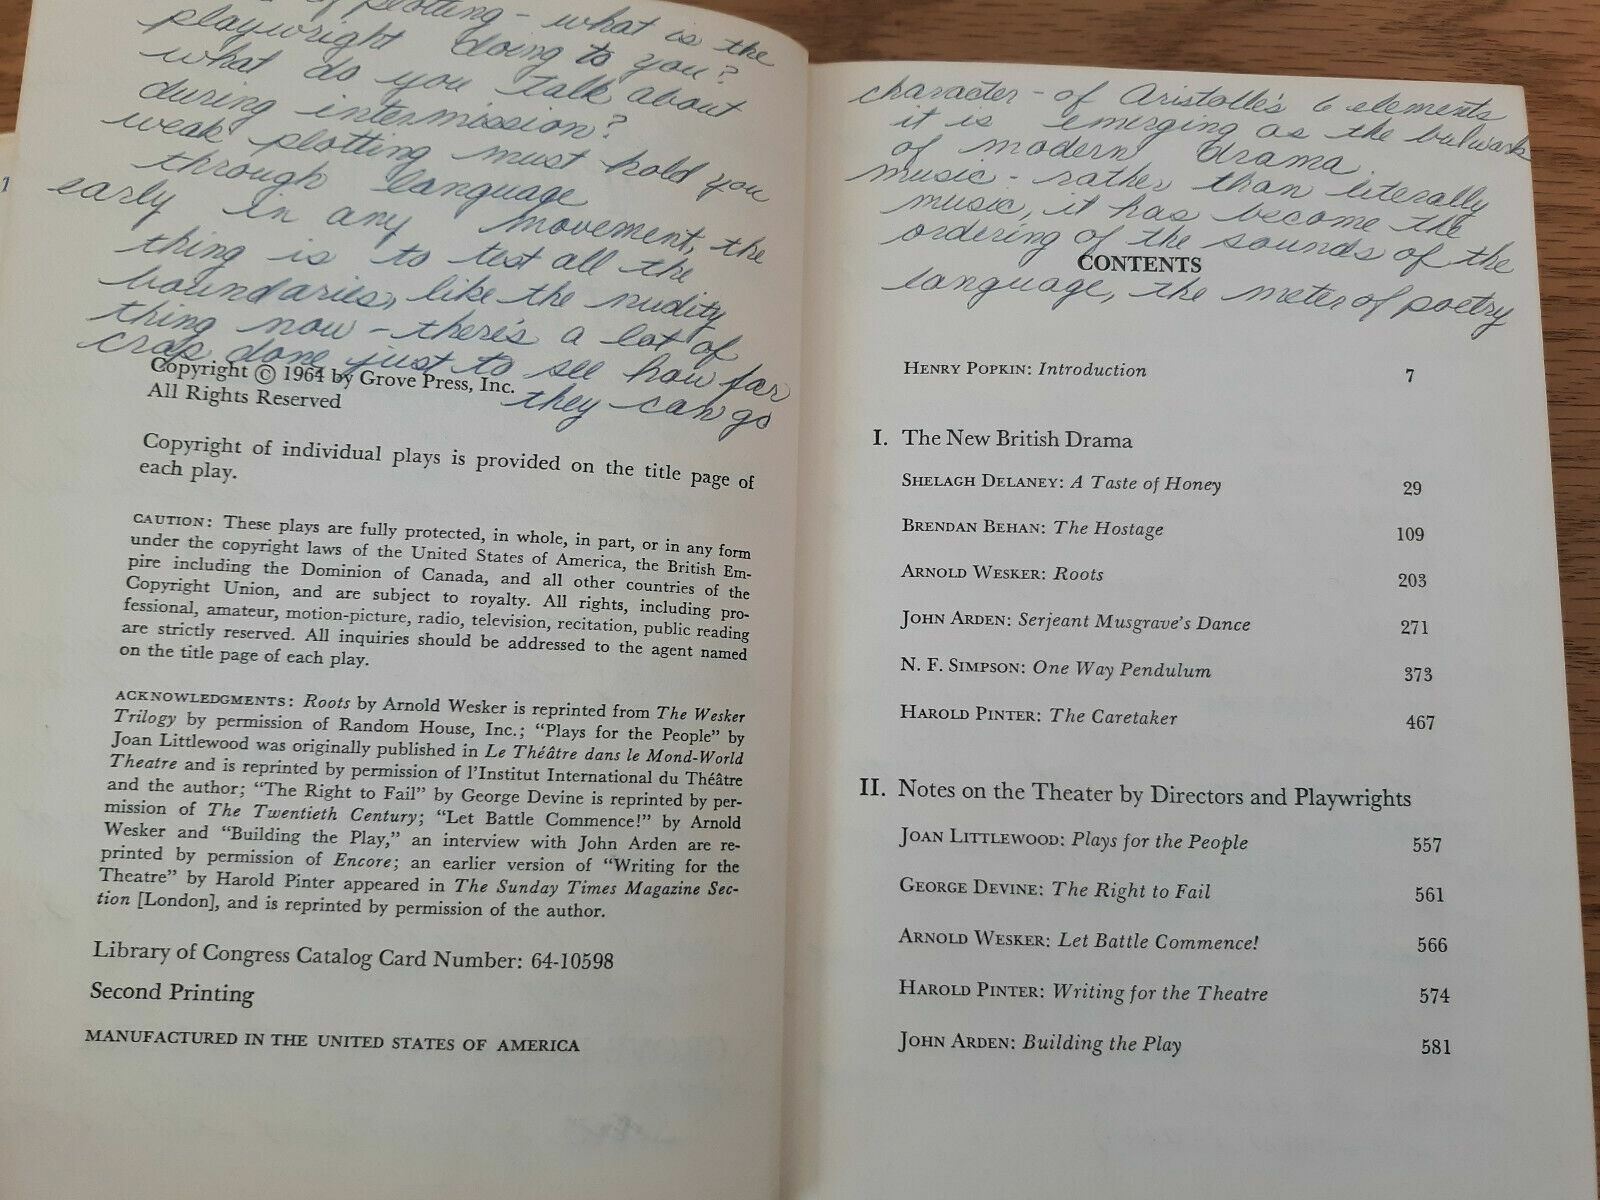 of plotting - what is the
playwright doing to you?
what do you talk about
during intermission?
weak plotting must hold you
through language
early in any movement, the
thing is to test all the
boundaries, like the nudity
thing now - there's a lot of
crap done just to see how far
they can go
Copyright © 1964 by Grove Press, Inc.
All Rights Reserved
Copyright of individual plays is provided on the title page of
each play.
CAUTION: These plays are fully protected, in whole, in part, or in any form
under the copyright laws of the United States of America, the British Em-
pire including the Dominion of Canada, and all other countries of the
Copyright Union, and are subject to royalty. All rights, including pro-
fessional, amateur, motion-picture, radio, television, recitation, public reading
are strictly reserved. All inquiries should be addressed to the agent named
on the title page of each play.
ACKNOWLEDGMENTS: Roots by Arnold Wesker is reprinted from The Wesker
Trilogy by permission of Random House, Inc.; "Plays for the People" by
Joan Littlewood was originally published in Le Théâtre dans le Mond-World
Theatre and is reprinted by permission of l'Institut International du Théâtre
and the author; "The Right to Fail" by George Devine is reprinted by per-
mission of The Twentieth Century; "Let Battle Commence!" by Arnold
Wesker and "Building the Play," an interview with John Arden are re-
printed by permission of Encore; an earlier version of "Writing for the
Theatre" by Harold Pinter appeared in The Sunday Times Magazine Sec-
tion [London], and is reprinted by permission of the author.
Library of Congress Catalog Card Number: 64-10598
Second Printing
MANUFACTURED IN THE UNITED STATES OF AMERICA
character - of Aristotle's 6 elements
it is emerging as the bulwark
of modern drama.
music - rather than literally
music, it has become the
ordering of the sounds of the
CONTENTS
language, the meter of poetry
HENRY POPKIN: Introduction 7
I. The New British Drama
SHELAGH DELANEY: A Taste of Honey 29
BRENDAN BEHAN: The Hostage 109
ARNOLD WESKER: Roots 203
JOHN ARDEN: Serjeant Musgrave's Dance 271
N. F. SIMPSON: One Way Pendulum 373
HAROLD PINTER: The Caretaker 467
II. Notes on the Theater by Directors and Playwrights
JOAN LITTLEWOOD: Plays for the People 557
GEORGE DEVINE: The Right to Fail 561
ARNOLD WESKER: Let Battle Commence! 566
HAROLD PINTER: Writing for the Theatre 574
JOHN ARDEN: Building the Play 581